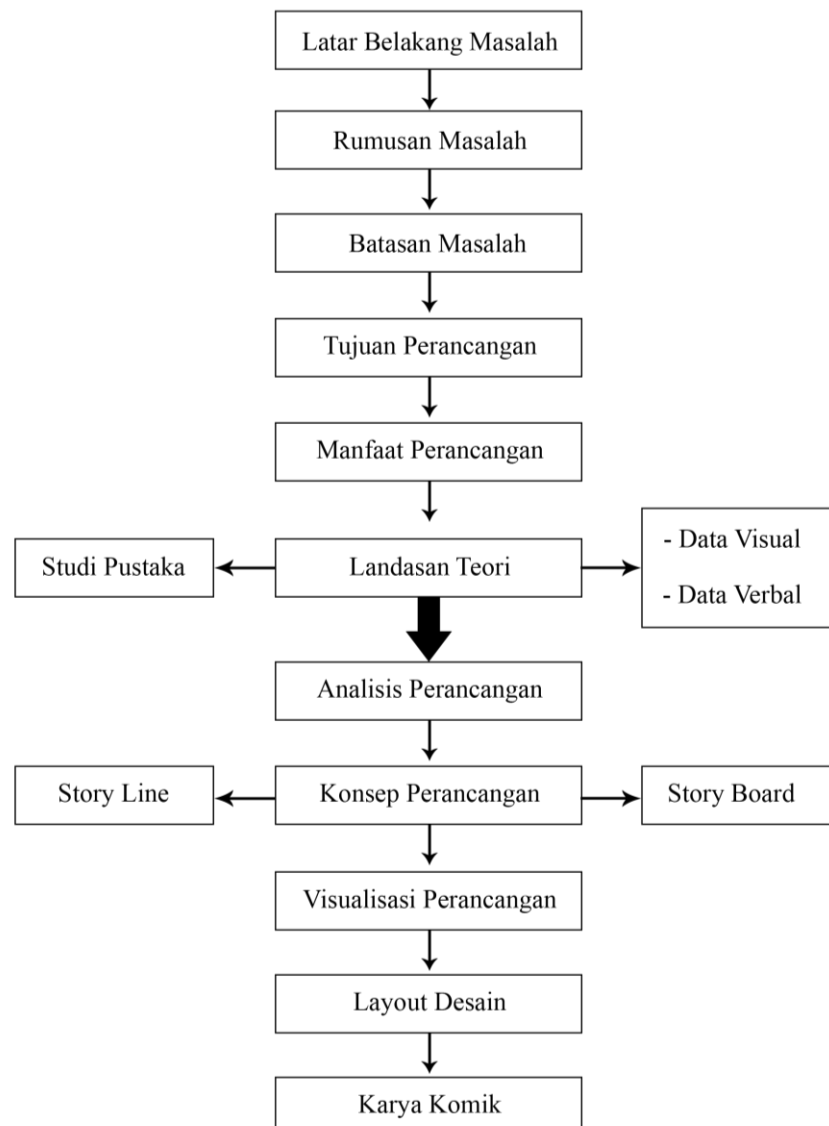 Latar Belakang Masalah
Rumusan Masalah
Batasan Masalah
Tujuan Perancangan
Manfaat Perancangan
Studi Pustaka
Landasan Teori
- Data Visual
- Data Verbal
Analisis Perancangan
Story Line
Konsep Perancangan
Story Board
Visualisasi Perancangan
Layout Desain
Karya Komik